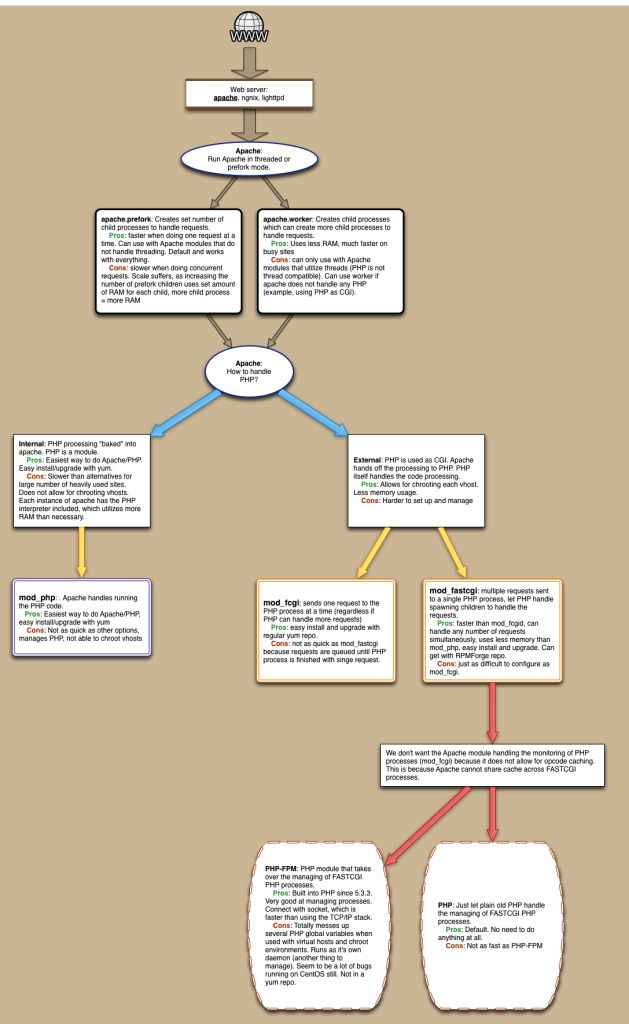 WWW
Web server:
apache, ngnix, lighttpd
Apache:
Run Apache in threaded or
prefork mode.
apache.prefork: Creates set number of
child processes to handle requests.
Pros: faster when doing one request at a
time. Can use with Apache modules that do
not handle threading. Default and works
with everything.
Cons: slower when doing concurrent
requests. Scale suffers, as increasing the
number of prefork children uses set amount
of RAM for each child, more child process
= more RAM
apache.worker: Creates child processes
which can create more child processes to
handle requests.
Pros: Uses less RAM, much faster on
busy sites
Cons: can only use with Apache
modules that utilize threads (PHP is not
thread compatible). Can use worker if
apache does not handle any PHP
(example, using PHP as CGI).
Apache:
How to handle
PHP?
Internal: PHP processing "baked" into
apache. PHP is a module.
Pros: Easiest way to do Apache/PHP.
Easy install/upgrade with yum.
Cons: Slower than alternatives for
large number of heavily used sites.
Does not allow for chrooting vhosts.
Each instance of apache has the PHP
interpreter included, which utilizes more
RAM than necessary.
External: PHP is used as CGI. Apache
hands off the processing to PHP. PHP
itself handles the code processing.
Pros: Allows for chrooting each vhost.
Less memory usage.
Cons: Harder to set up and manage
mod_php: . Apache handles running
the PHP code.
Pros: Easiest way to do Apache/PHP,
easy install/upgrade with yum
Cons: Not as quick as other options,
manages PHP, not able to chroot vhosts
mod_fcgi: sends one request to the
PHP process at a time (regardless if
PHP can handle more requests)
Pros: easy install and upgrade with
regular yum repo.
Cons: not as quick as mod_fastcgi
because requests are queued until PHP
process is finished with singe request.
mod_fastcgi: multiple requests sent
to a single PHP process, let PHP handle
spawning children to handle the
requests.
Pros: faster than mod_fcgid, can
handle any number of requests
simultaneously, uses less memory than
mod_php, easy install and upgrade. Can
get with RPMForge repo.
Cons: just as difficult to configure as
mod_fcgi.
We don't want the Apache module handling the monitoring of PHP
processes (mod_fcgi) because it does not allow for opcode caching.
This is because Apache cannot share cache across FASTCGI
processes.
PHP-FPM: PHP module that takes
over the managing of FASTCGI
PHP processes.
Pros: Built into PHP since 5.3.3.
Very good at managing processes.
Connect with socket, which is
faster than using the TCP/IP stack.
Cons: Totally messes up
several PHP global variables when
used with virtual hosts and chroot
environments. Runs as it's own
daemon (another thing to
manage). Seem to be a lot of bugs
running on CentOS still. Not in a
yum repo.
PHP: Just let plain old PHP handle
the managing of FASTCGI PHP
processes.
Pros: Default. No need to do
anything at all.
Cons: Not as fast as PHP-FPM